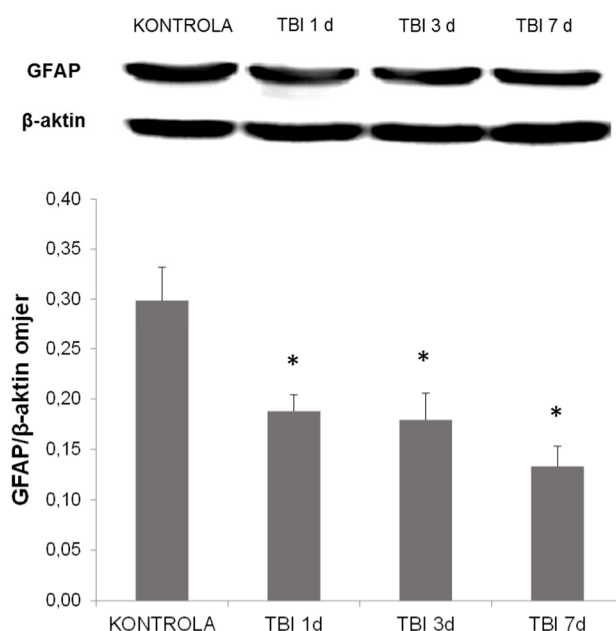 KONTROLA TBI 1 d TBI 3 d TBI 7 d
GFAP
β-aktin
0,40
0,35
0,30
0,25
0,20
0,15
0,10
0,05
0,00
GFAP/β-aktin omjer
*
*
*
KONTROLA TBI 1d TBI 3d TBI 7d